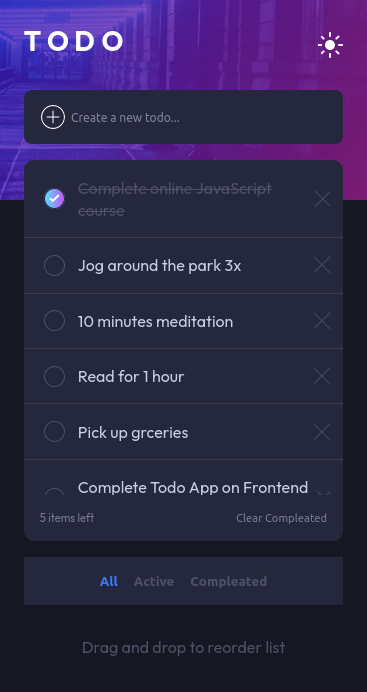 TODO
Create a new todo...
Complete online JavaScript
course
Jog around the park 3x
10 minutes meditation
Read for 1 hour
Pick up grceries
Complete Todo App on Frontend
5 items left
Clear Compleated
All Active Compleated
Drag and drop to reorder list